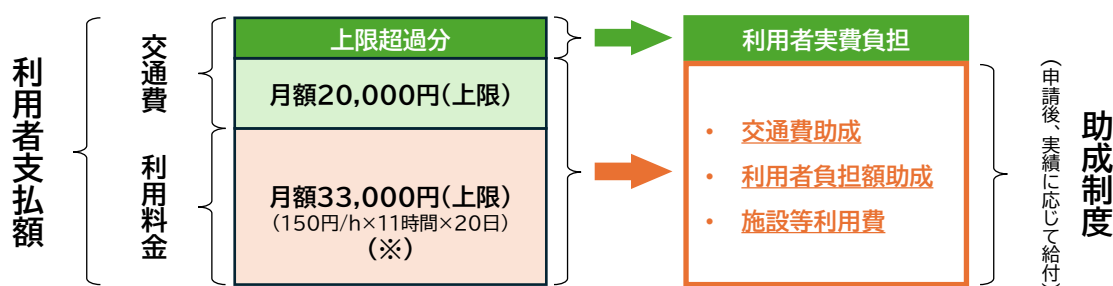 利用者支払額
交通費
利用料金
上限超過分
月額20,000円(上限)
月額33,000円(上限)
(150円/h×11時間×20日)
(※)
利用者実費負担
• 交通費助成
• 利用者負担額助成
• 施設等利用費
(申請後、実績に応じて給付)
助成制度